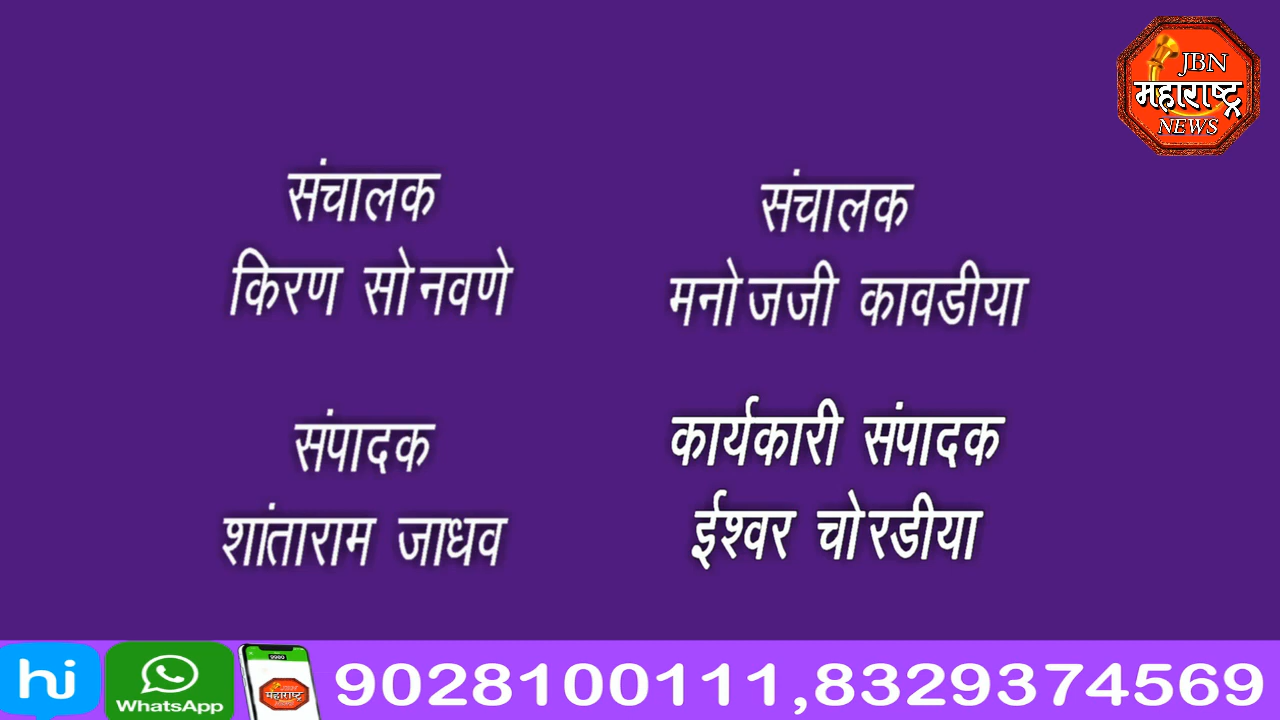 JBN
महाराष्ट्र
NEWS
संचालक
किरण सोनवणे
संचालक
मनोजजी कावडीया
संपादक
शांताराम जाधव
कार्यकारी संपादक
ईश्वर चोरडीया
hi
WhatsApp
महाराष्ट्र
9028100111,8329374569